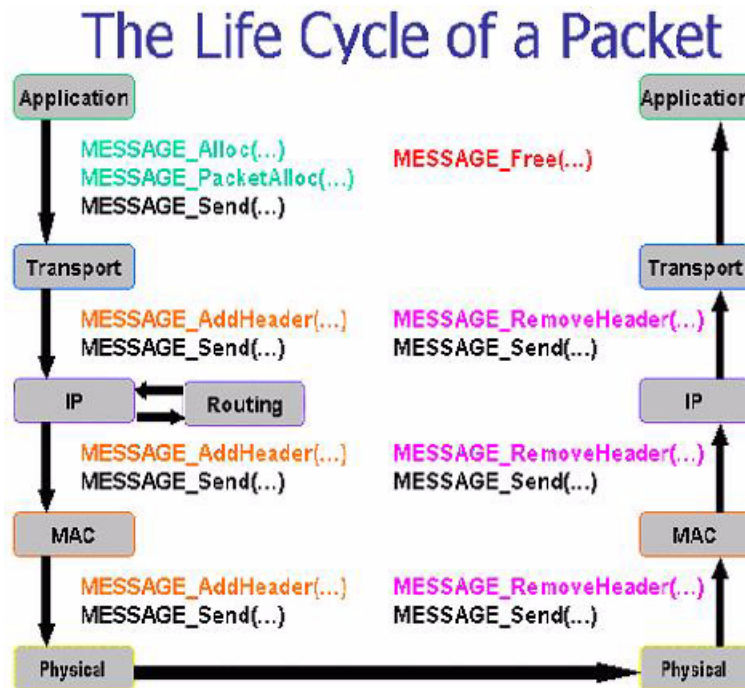 The Life Cycle of a Packet
Application
Application
MESSAGE_Alloc(...)
MESSAGE_PacketAlloc(...)
MESSAGE_Send(...)
MESSAGE_Free(...)
Transport
Transport
MESSAGE_AddHeader(...)
MESSAGE_Send(...)
MESSAGE_RemoveHeader(...)
MESSAGE_Send(...)
IP
Routing
IP
MESSAGE_AddHeader(...)
MESSAGE_Send(...)
MESSAGE_RemoveHeader(...)
MESSAGE_Send(...)
MAC
MAC
MESSAGE_AddHeader(...)
MESSAGE_Send(...)
MESSAGE_RemoveHeader(...)
MESSAGE_Send(...)
Physical
Physical